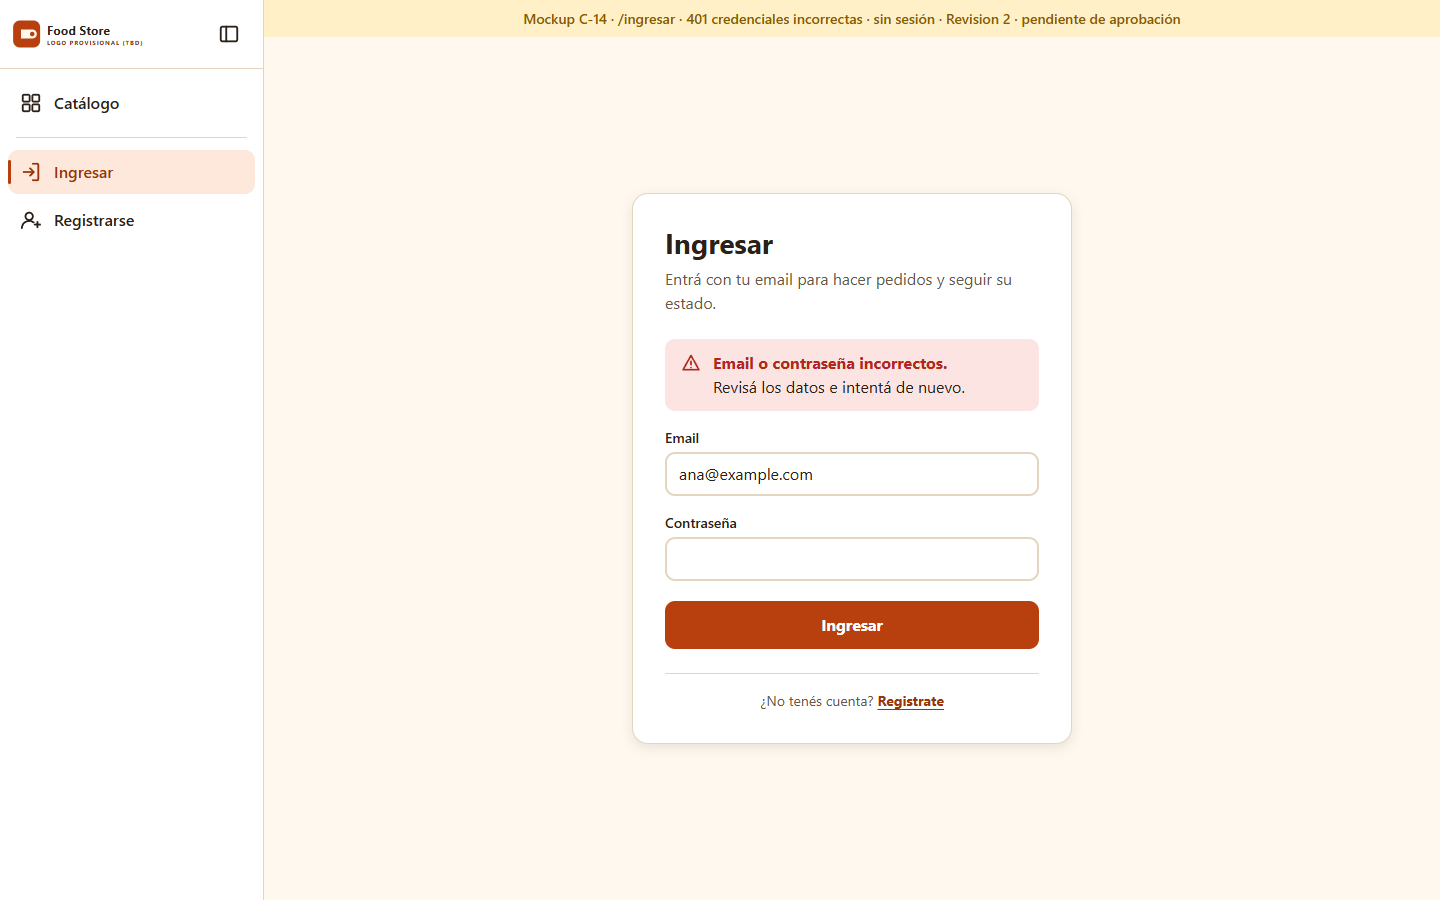 Food Store
LOGO PROVISIONAL (TBD)
Catálogo
Ingresar
Registrarse
Mockup C-14 · /ingresar · 401 credenciales incorrectas · sin sesión · Revision 2 · pendiente de aprobación
Ingresar
Entrá con tu email para hacer pedidos y seguir su
estado.
Email o contraseña incorrectos.
Revisá los datos e intentá de nuevo.
Email
ana@example.com
Contraseña
Ingresar
¿No tenés cuenta? Registrate